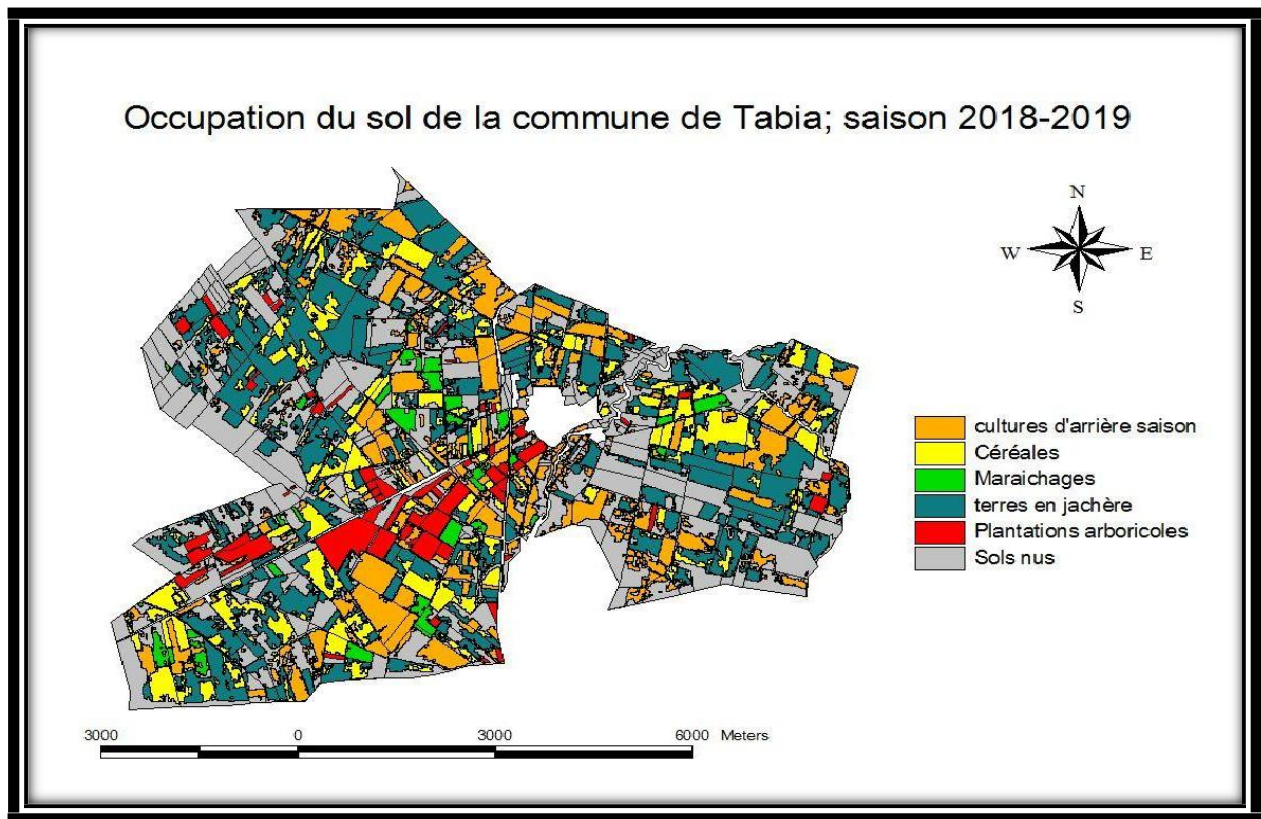 Occupation du sol de la commune de Tabia; saison 2018-2019
N
W
E
S
cultures d'arrière saison
Céréales
Maraichages
terres en jachère
Plantations arboricoles
Sols nus
3000 0 3000 6000 Meters